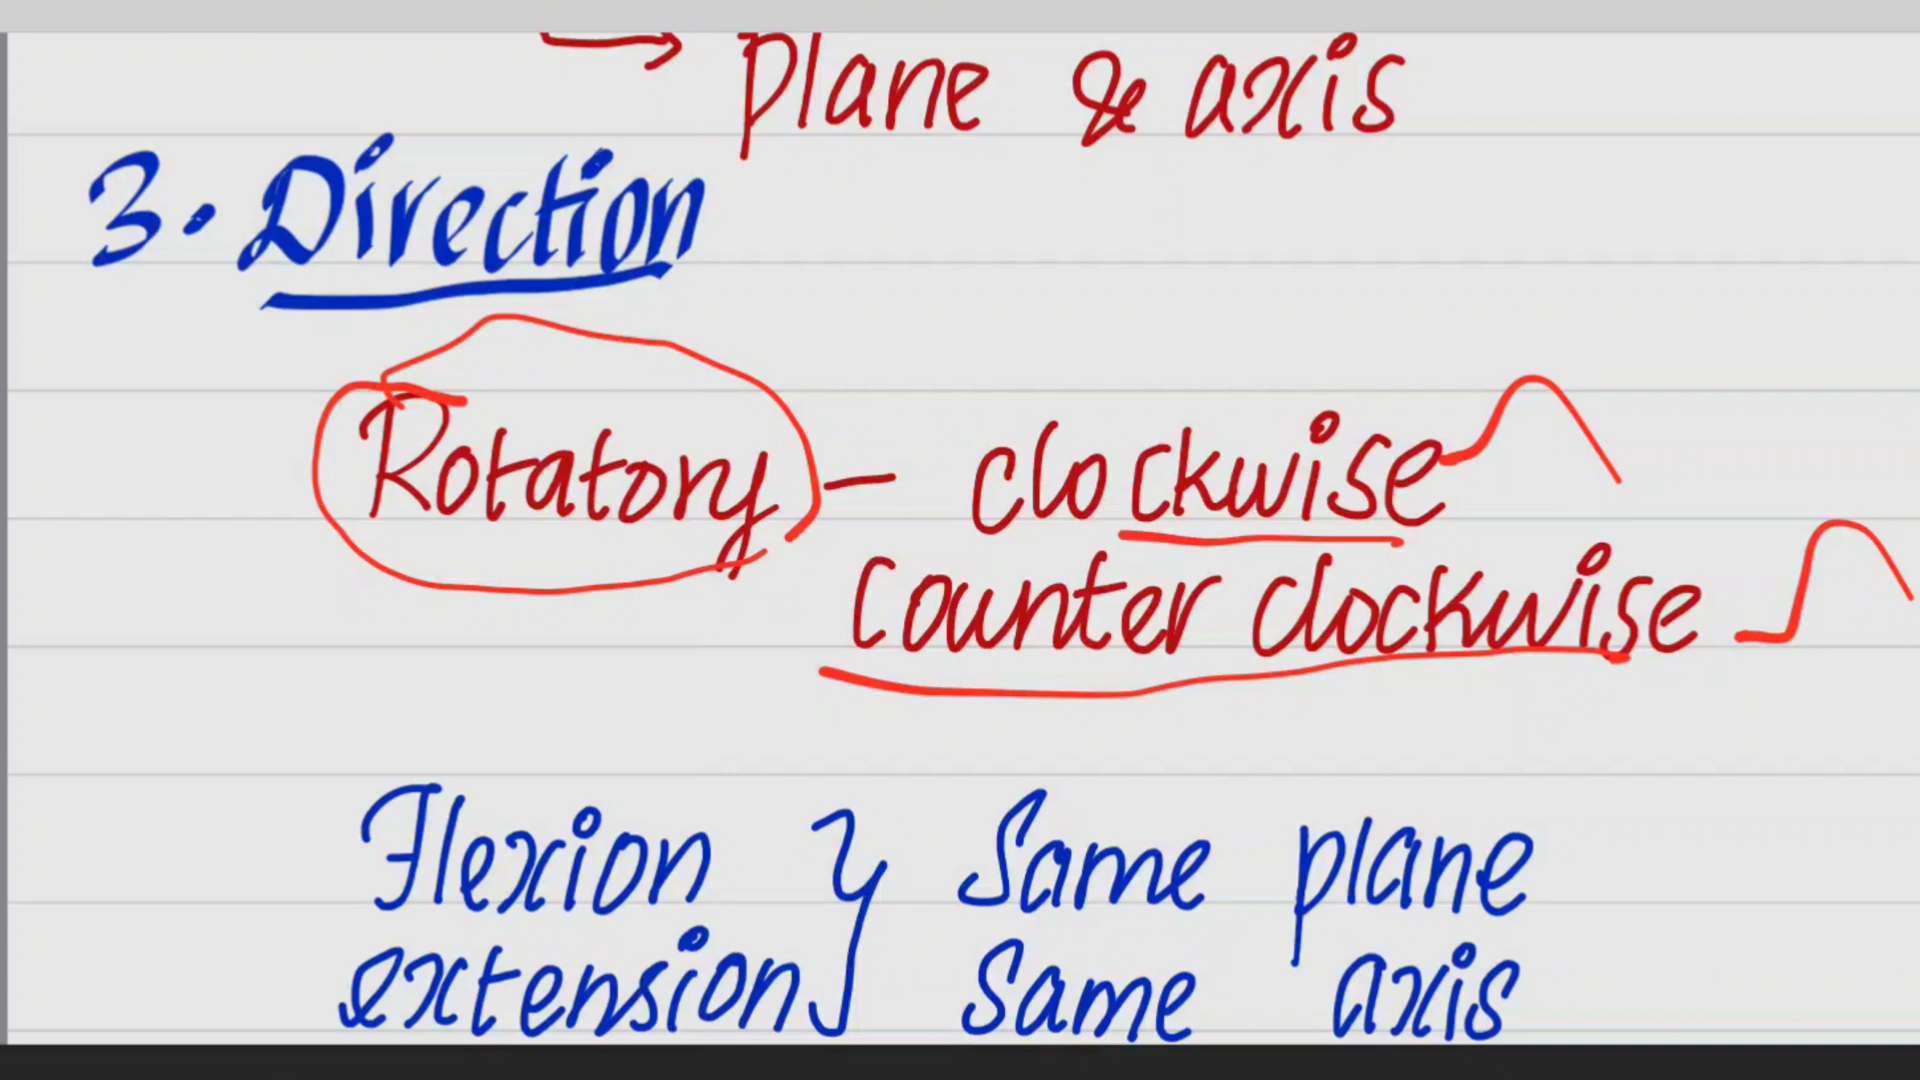 → Plane & axis
3. Direction
Rotatory - clockwise
Counter clockwise
Flexion } Same plane
extension } Same axis